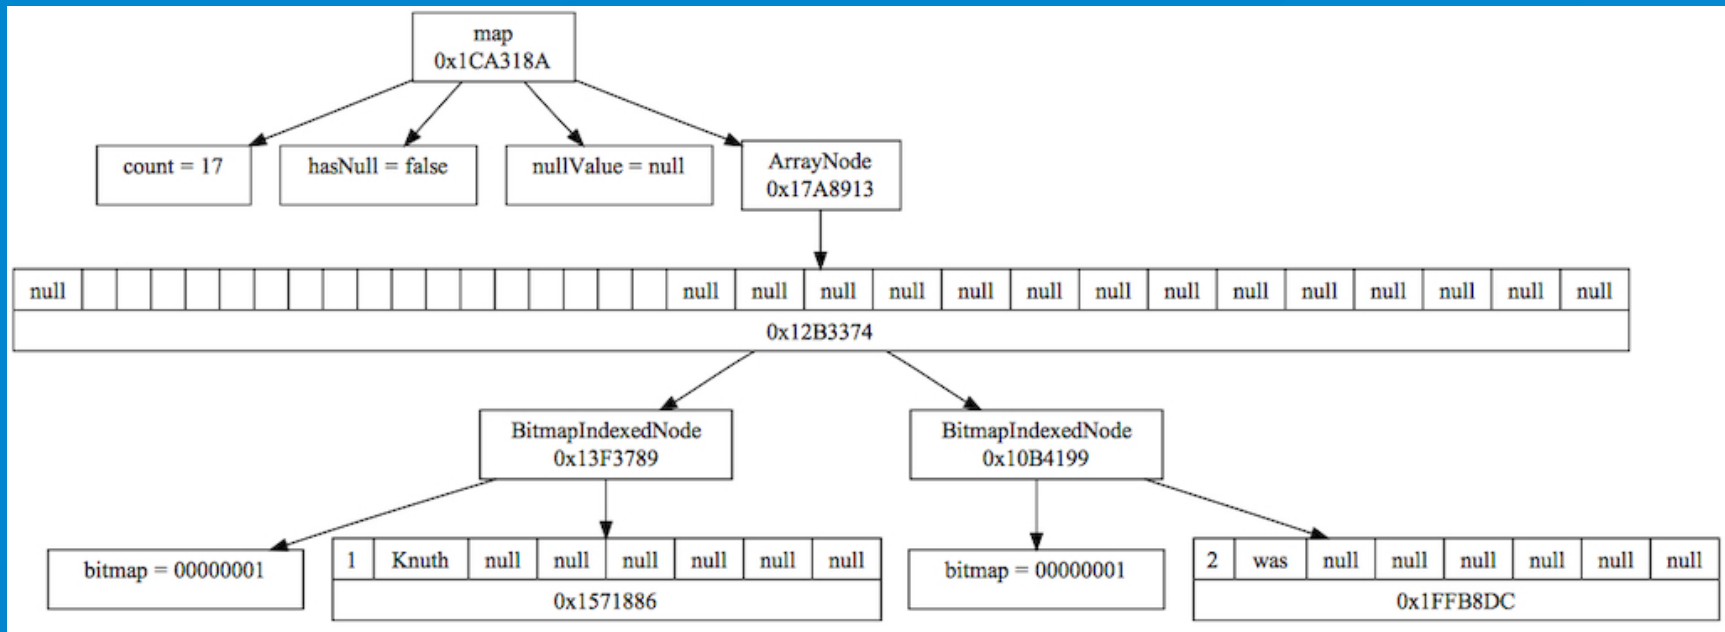 map
0x1CA318A
count = 17
hasNull = false
nullValue = null
ArrayNode
0x17A8913
null null null null null null null null null null null null null null null
0x12B3374
BitmapIndexedNode
0x13F3789
BitmapIndexedNode
0x10B4199
bitmap = 00000001
1 Knuth null null null null null null
0x1571886
bitmap = 00000001
2 was null null null null null null
0x1FFB8DC